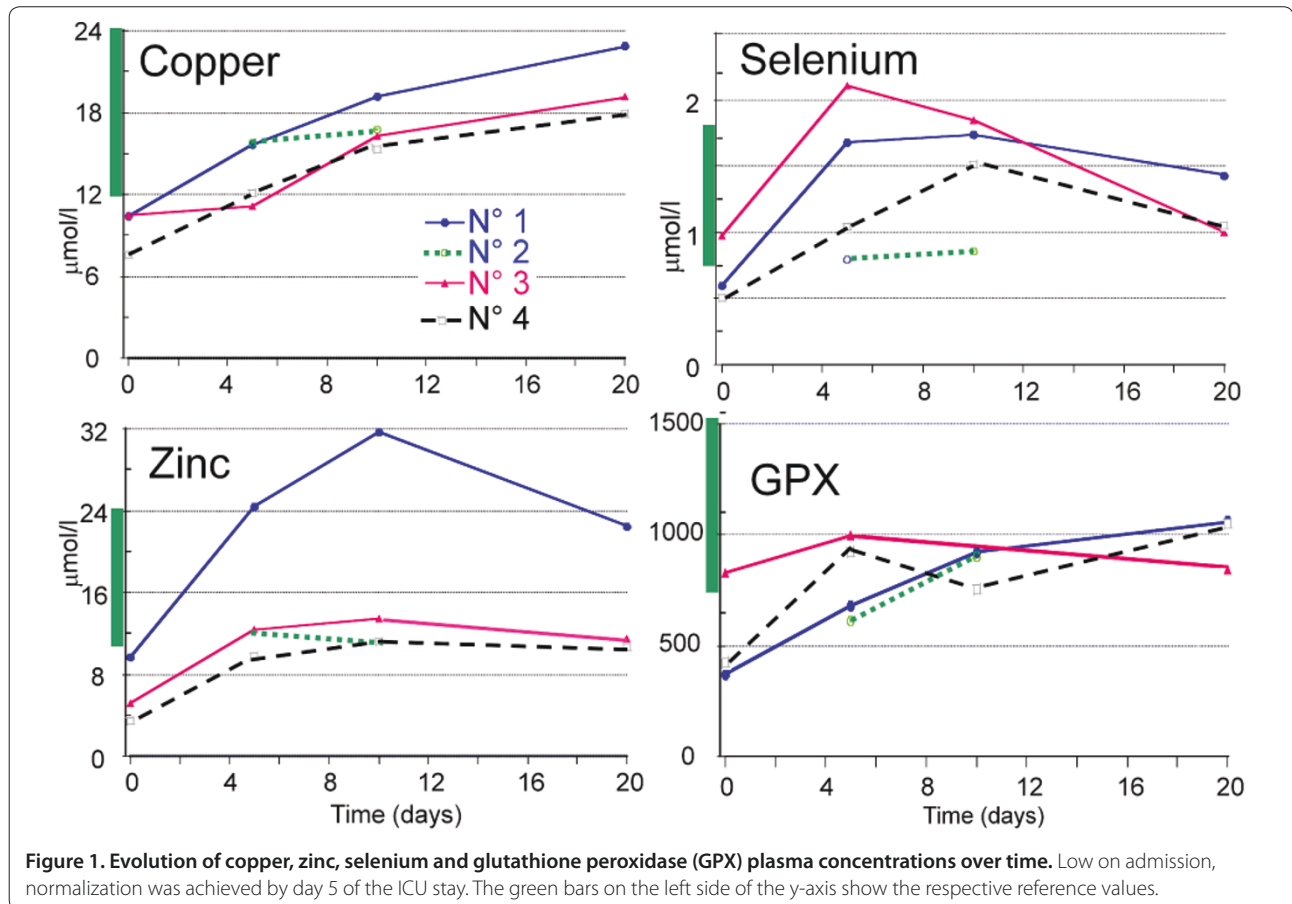 Copper
24
18
12
6
0
μmol/l
0 4 8 12 16 20
N° 1
N° 2
N° 3
N° 4
Selenium
2
1
0
μmol/l
0 4 8 12 16 20
Zinc
32
24
16
8
0
μmol/l
0 4 8 12 16 20
Time (days)
GPX
1500
1000
500
0
0 4 8 12 16 20
Time (days)
Figure 1. Evolution of copper, zinc, selenium and glutathione peroxidase (GPX) plasma concentrations over time. Low on admission,
normalization was achieved by day 5 of the ICU stay. The green bars on the left side of the y-axis show the respective reference values.